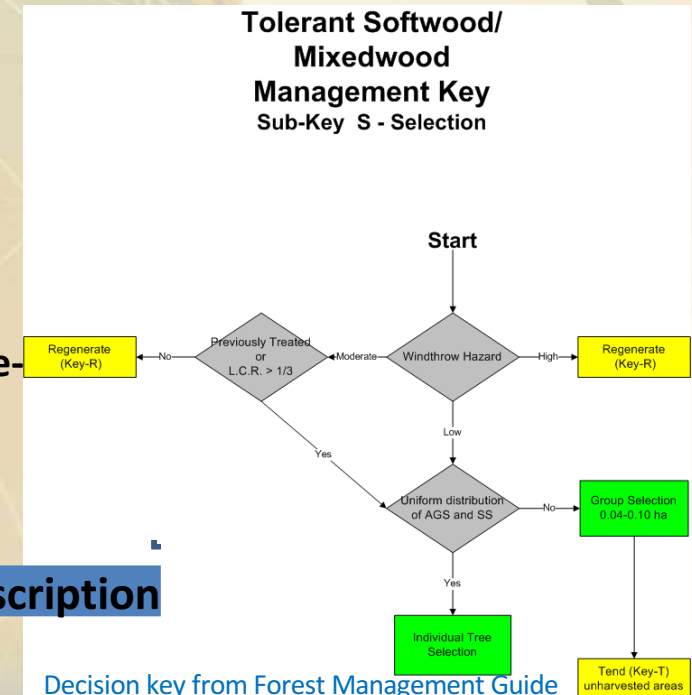 Tolerant Softwood/
Mixedwood
Management Key
Sub-Key S - Selection
Start
e-
Regenerate
(Key-R)
No
Previously Treated
or
L.C.R. > 1/3
Moderate
Windthrow Hazard
High
Regenerate
(Key-R)
Yes
Low
Uniform distribution
of AGS and SS
No
Group Selection
0.04-0.10 ha
scription
Yes
Individual Tree
Selection
Tend (Key-T)
unharvested areas
Decision key from Forest Management Guide